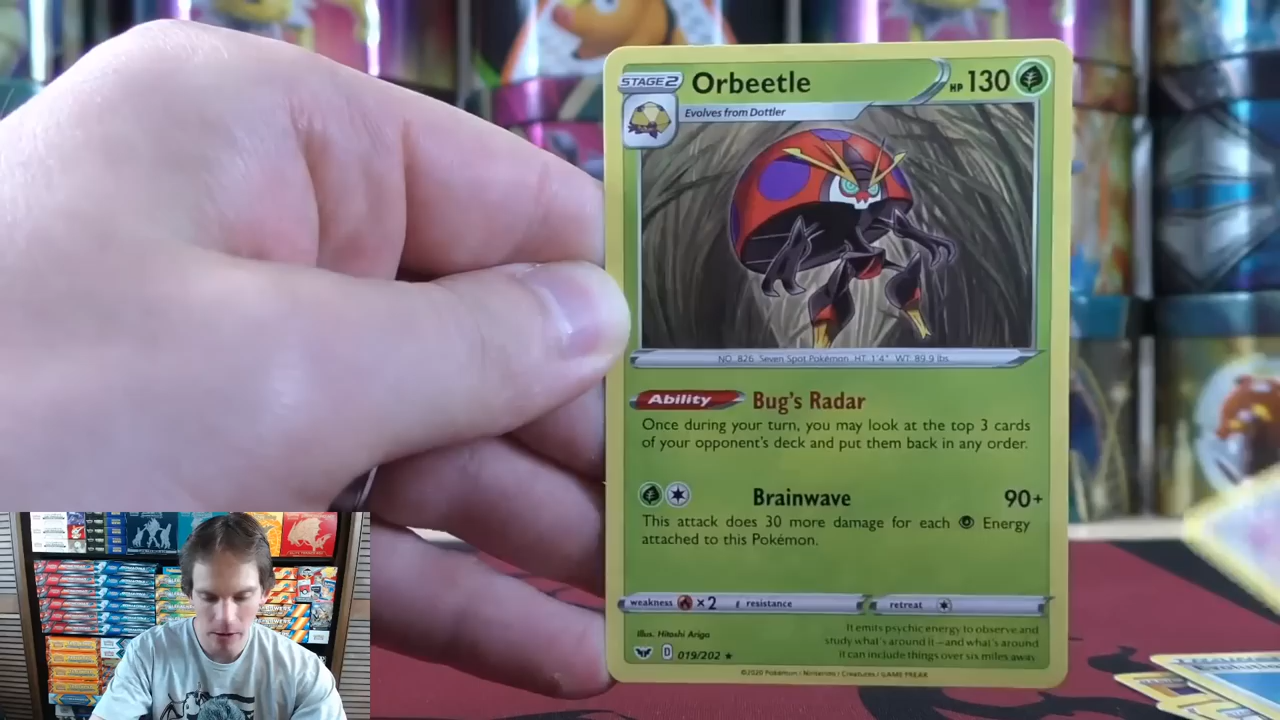 STAGE 2 Orbeetle HP 130
Evolves from Dottler
NO. 826 Seven Spot Pokémon HT: 1'4" WT: 89.9 lbs.
Ability Bug's Radar
Once during your turn, you may look at the top 3 cards
of your opponent's deck and put them back in any order.
Brainwave 90+
This attack does 30 more damage for each Energy
attached to this Pokémon.
weakness ×2 resistance retreat
Illus. Hitoshi Ariga
It emits psychic energy to observe and
study what's around it—and what's around
it can include things over six miles away.
D 019/202 ★
©2020 Pokémon / Nintendo / Creatures / GAME FREAK